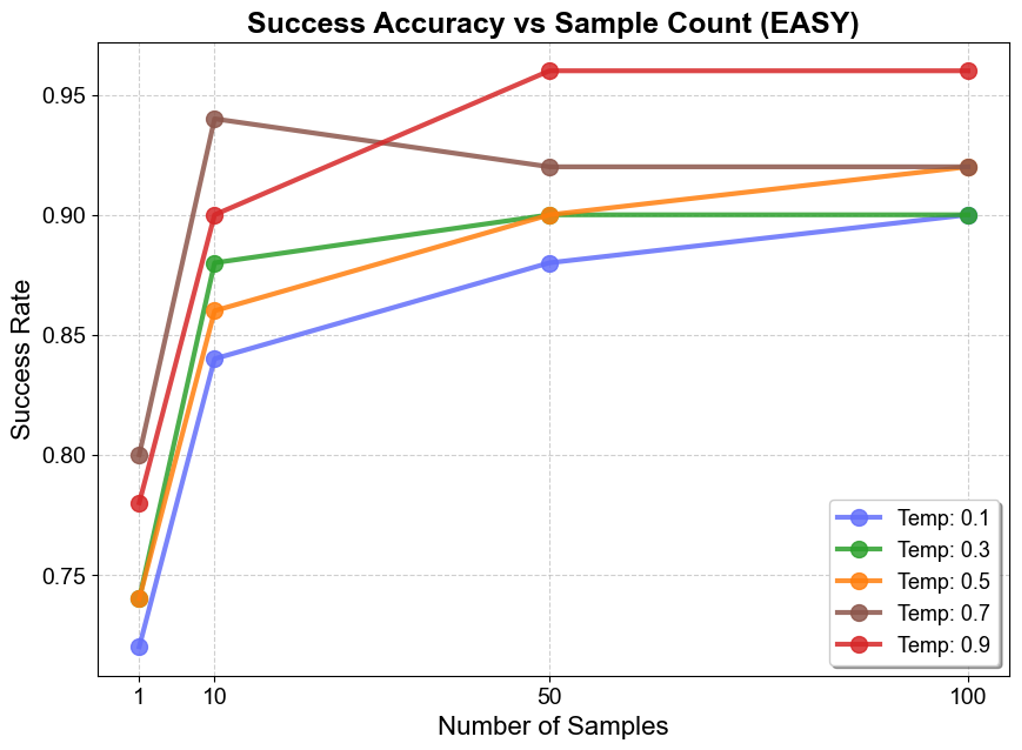 Success Accuracy vs Sample Count (EASY)
Success Rate
0.95
0.90
0.85
0.80
0.75
1 10 50 100
Number of Samples
Temp: 0.1
Temp: 0.3
Temp: 0.5
Temp: 0.7
Temp: 0.9